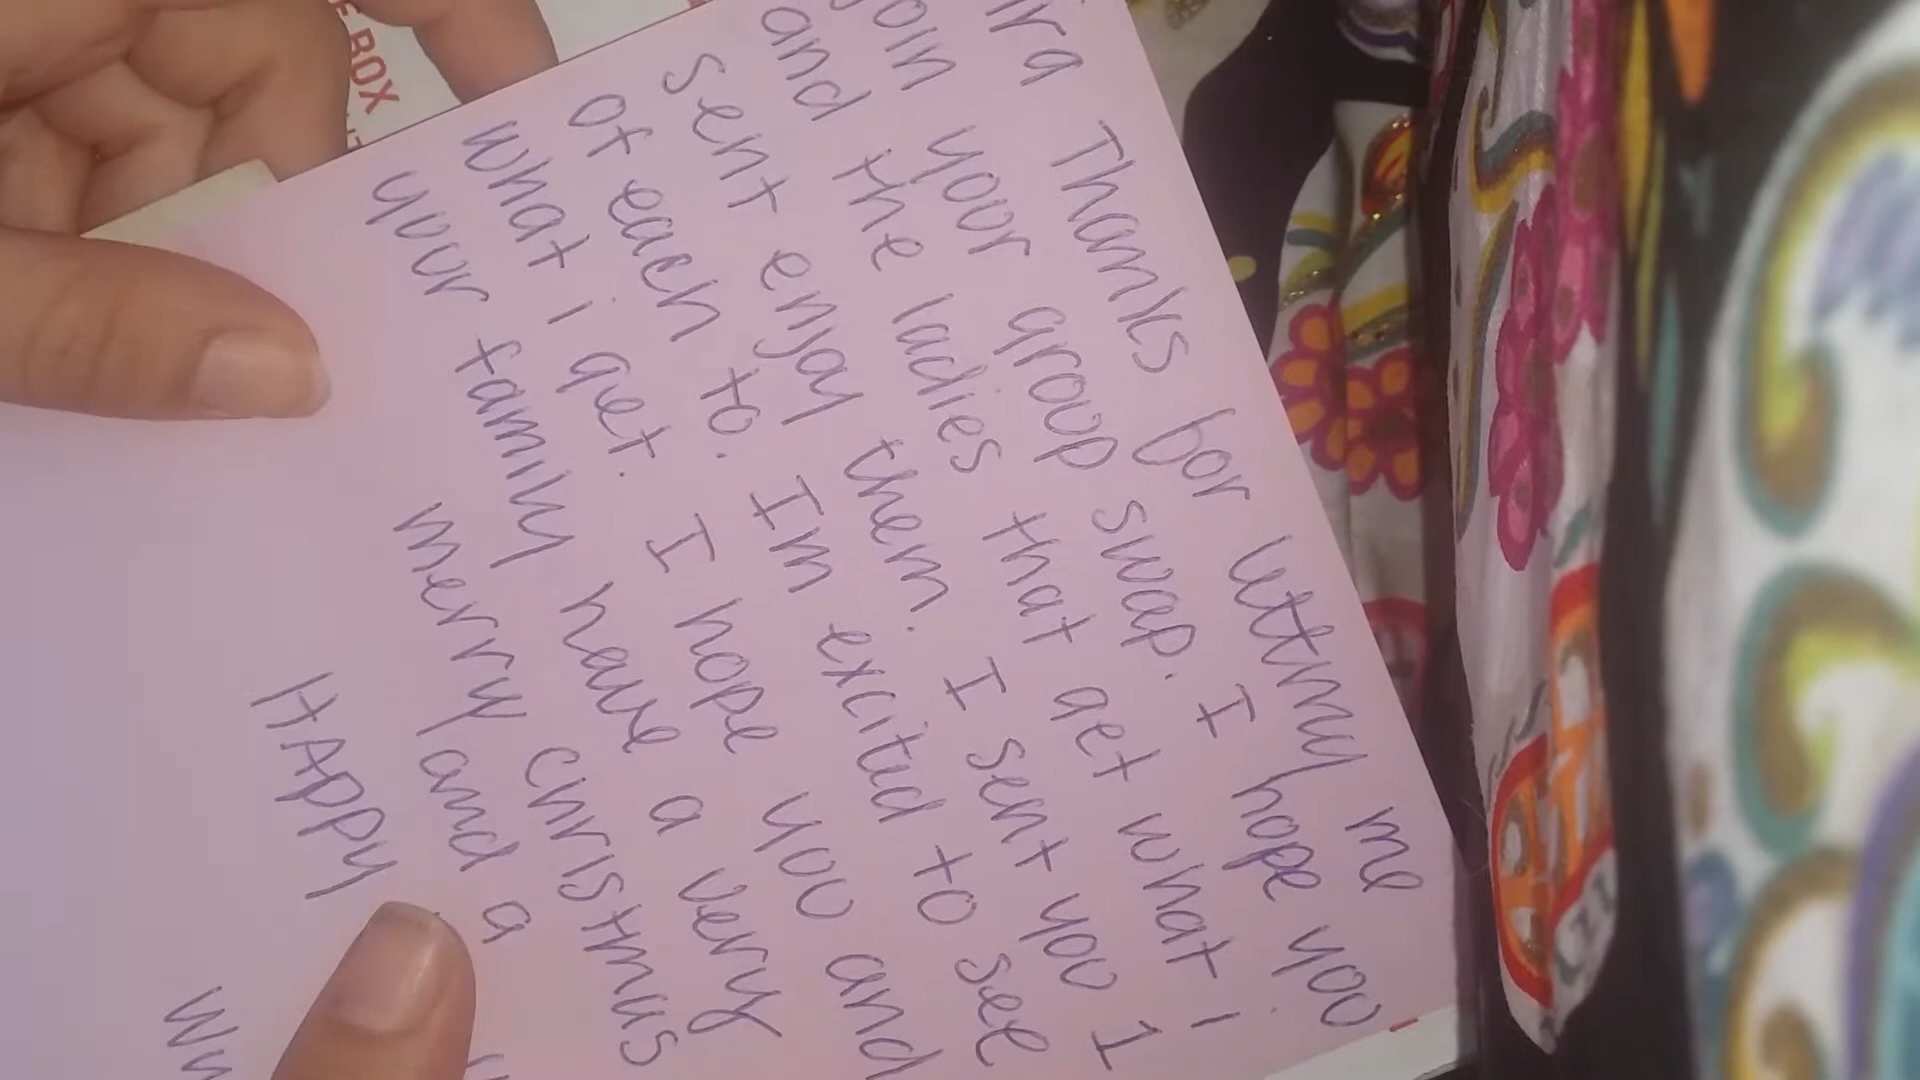 ra Thanks for letting me
join your group swap. I hope you
and the ladies that get what i
sent enjoy them. I sent you 1
of each to. Im excited to see
what i get. I hope you and
your family have a very
merry christmas
and a
HAppy
BOX